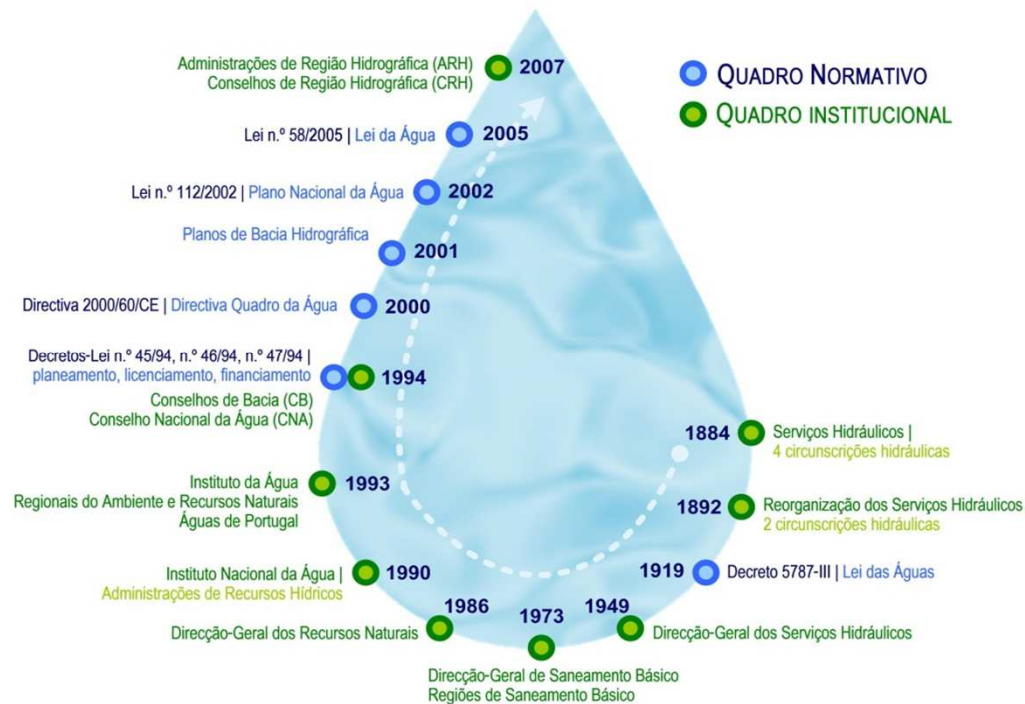 Administrações de Região Hidrográfica (ARH)
Conselhos de Região Hidrográfica (CRH)
2007
QUADRO NORMATIVO
QUADRO INSTITUCIONAL
Lei n.º 58/2005 | Lei da Água
2005
Lei n.º 112/2002 | Plano Nacional da Água
2002
Planos de Bacia Hidrográfica
2001
Directiva 2000/60/CE | Directiva Quadro da Água
2000
Decretos-Lei n.º 45/94, n.º 46/94, n.º 47/94 |
planeamento, licenciamento, financiamento
1994
Conselhos de Bacia (CB)
Conselho Nacional da Água (CNA)
1884
Serviços Hidráulicos |
4 circunscrições hidráulicas
Instituto da Água
1993
Regionais do Ambiente e Recursos Naturais
Águas de Portugal
1892
Reorganização dos Serviços Hidráulicos
2 circunscrições hidráulicas
Instituto Nacional da Água |
Administrações de Recursos Hídricos
1990
1919
Decreto 5787-III | Lei das Águas
1986
Direcção-Geral dos Recursos Naturais
1973
1949
Direcção-Geral dos Serviços Hidráulicos
Direcção-Geral de Saneamento Básico
Regiões de Saneamento Básico